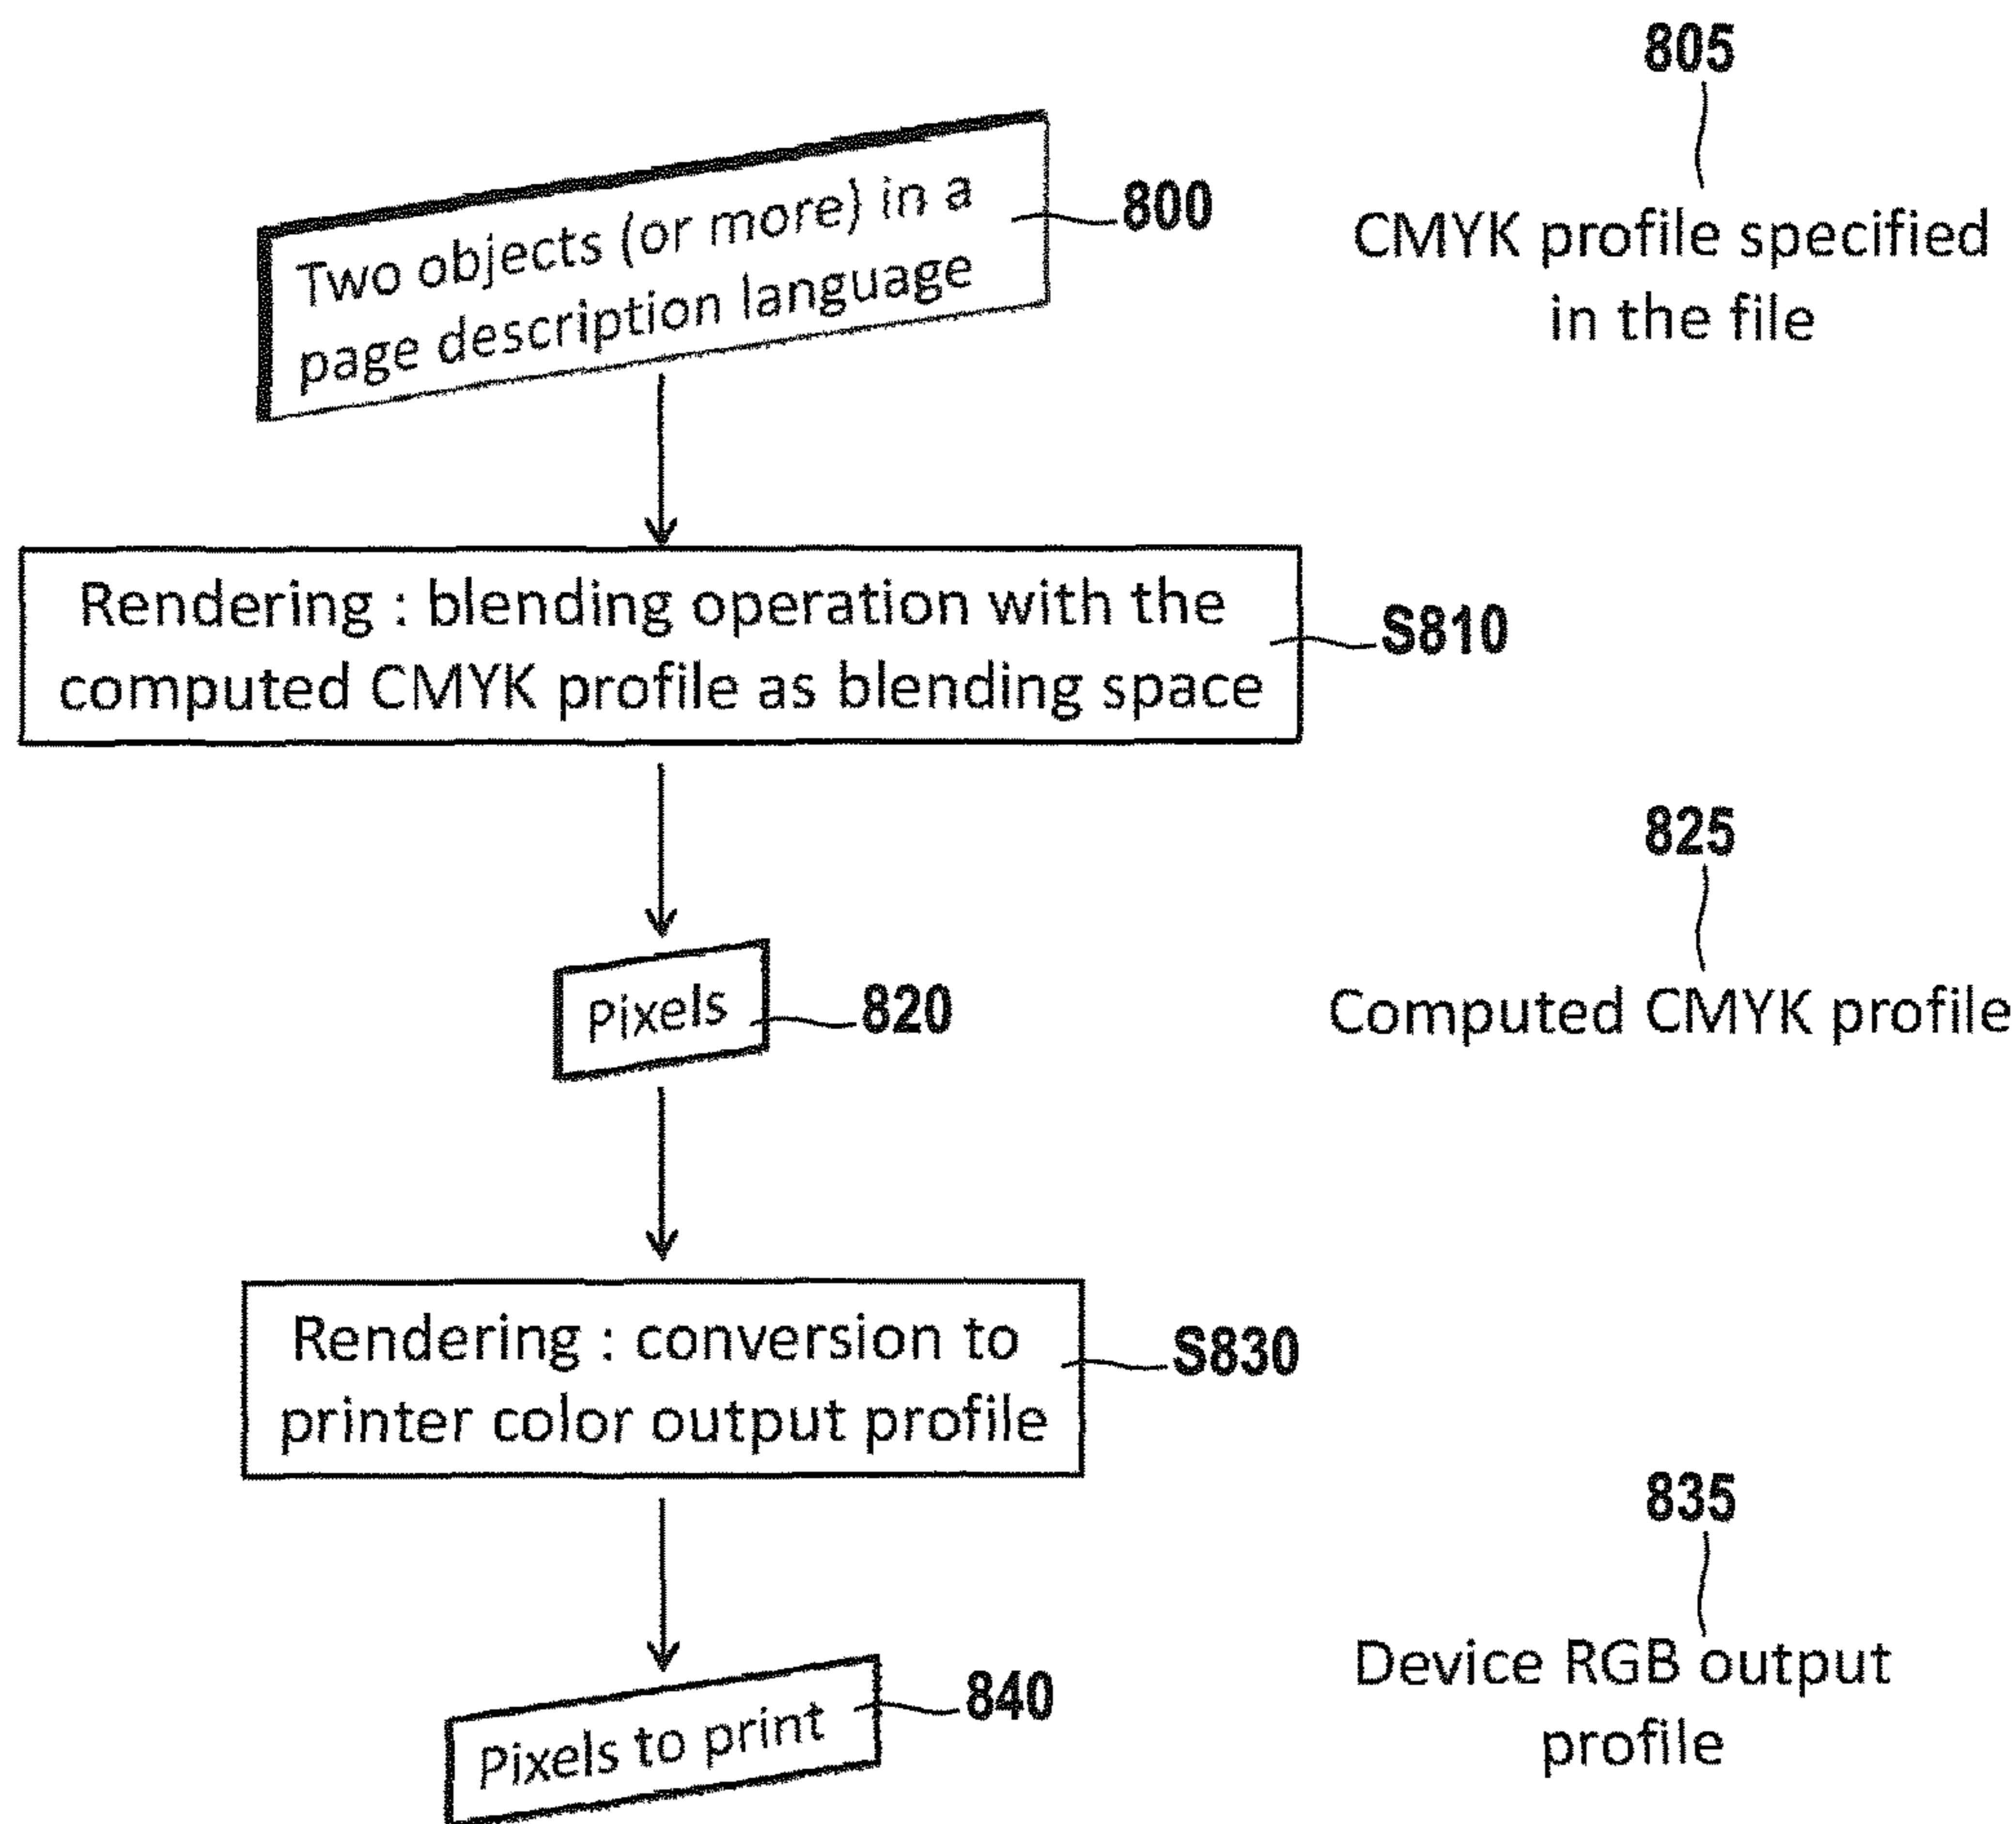 805
Two objects (or more) in a
page description language
800
CMYK profile specified
in the file
Rendering : blending operation with the
computed CMYK profile as blending space
S810
825
Pixels
820
Computed CMYK profile
Rendering : conversion to
printer color output profile
S830
835
Device RGB output
profile
Pixels to print
840